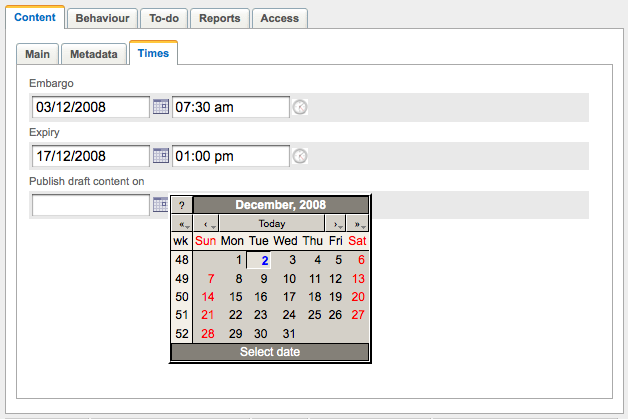 Content Behaviour To-do Reports Access
Main Metadata Times
Embargo
03/12/2008 07:30 am
Expiry
17/12/2008 01:00 pm
Publish draft content on
? December, 2008
« ‹ Today › »
wk Sun Mon Tue Wed Thu Fri Sat
48 1 2 3 4 5 6
49 7 8 9 10 11 12 13
50 14 15 16 17 18 19 20
51 21 22 23 24 25 26 27
52 28 29 30 31
Select date